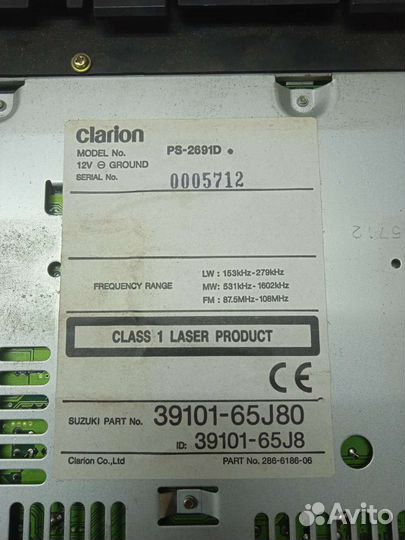 clarion
MODEL No. PS-2691D
12V ⊖ GROUND
SERIAL No. 0005712
FREQUENCY RANGE
LW : 153kHz-279kHz
MW: 531kHz-1602kHz
FM : 87.5MHz-108MHz
CLASS 1 LASER PRODUCT
CE
SUZUKI PART No. 39101-65J80
ID: 39101-65J8
Clarion Co.,Ltd PART No. 286-6186-06
5712
Avito